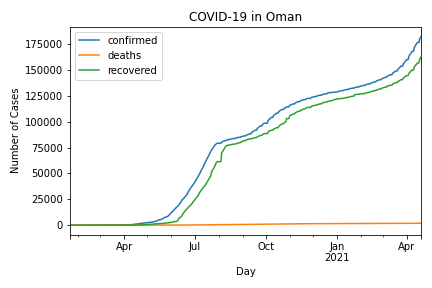 COVID-19 in Oman
confirmed
deaths
recovered
Number of Cases
175000
150000
125000
100000
75000
50000
25000
0
Apr
Jul
Oct
Jan
2021
Apr
Day